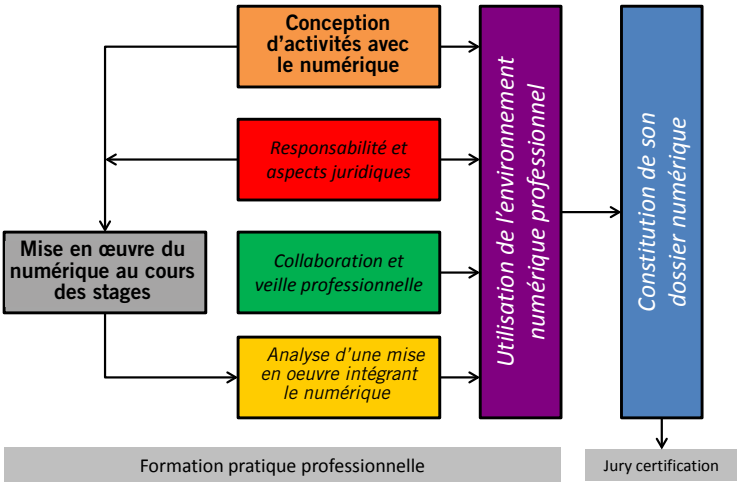 Conception
d'activités avec
le numérique
Responsabilité et
aspects juridiques
Mise en œuvre du
numérique au cours
des stages
Collaboration et
veille professionnelle
Analyse d'une mise
en oeuvre intégrant
le numérique
Utilisation de l'environnement
numérique professionnel
Constitution de son
dossier numérique
Formation pratique professionnelle
Jury certification